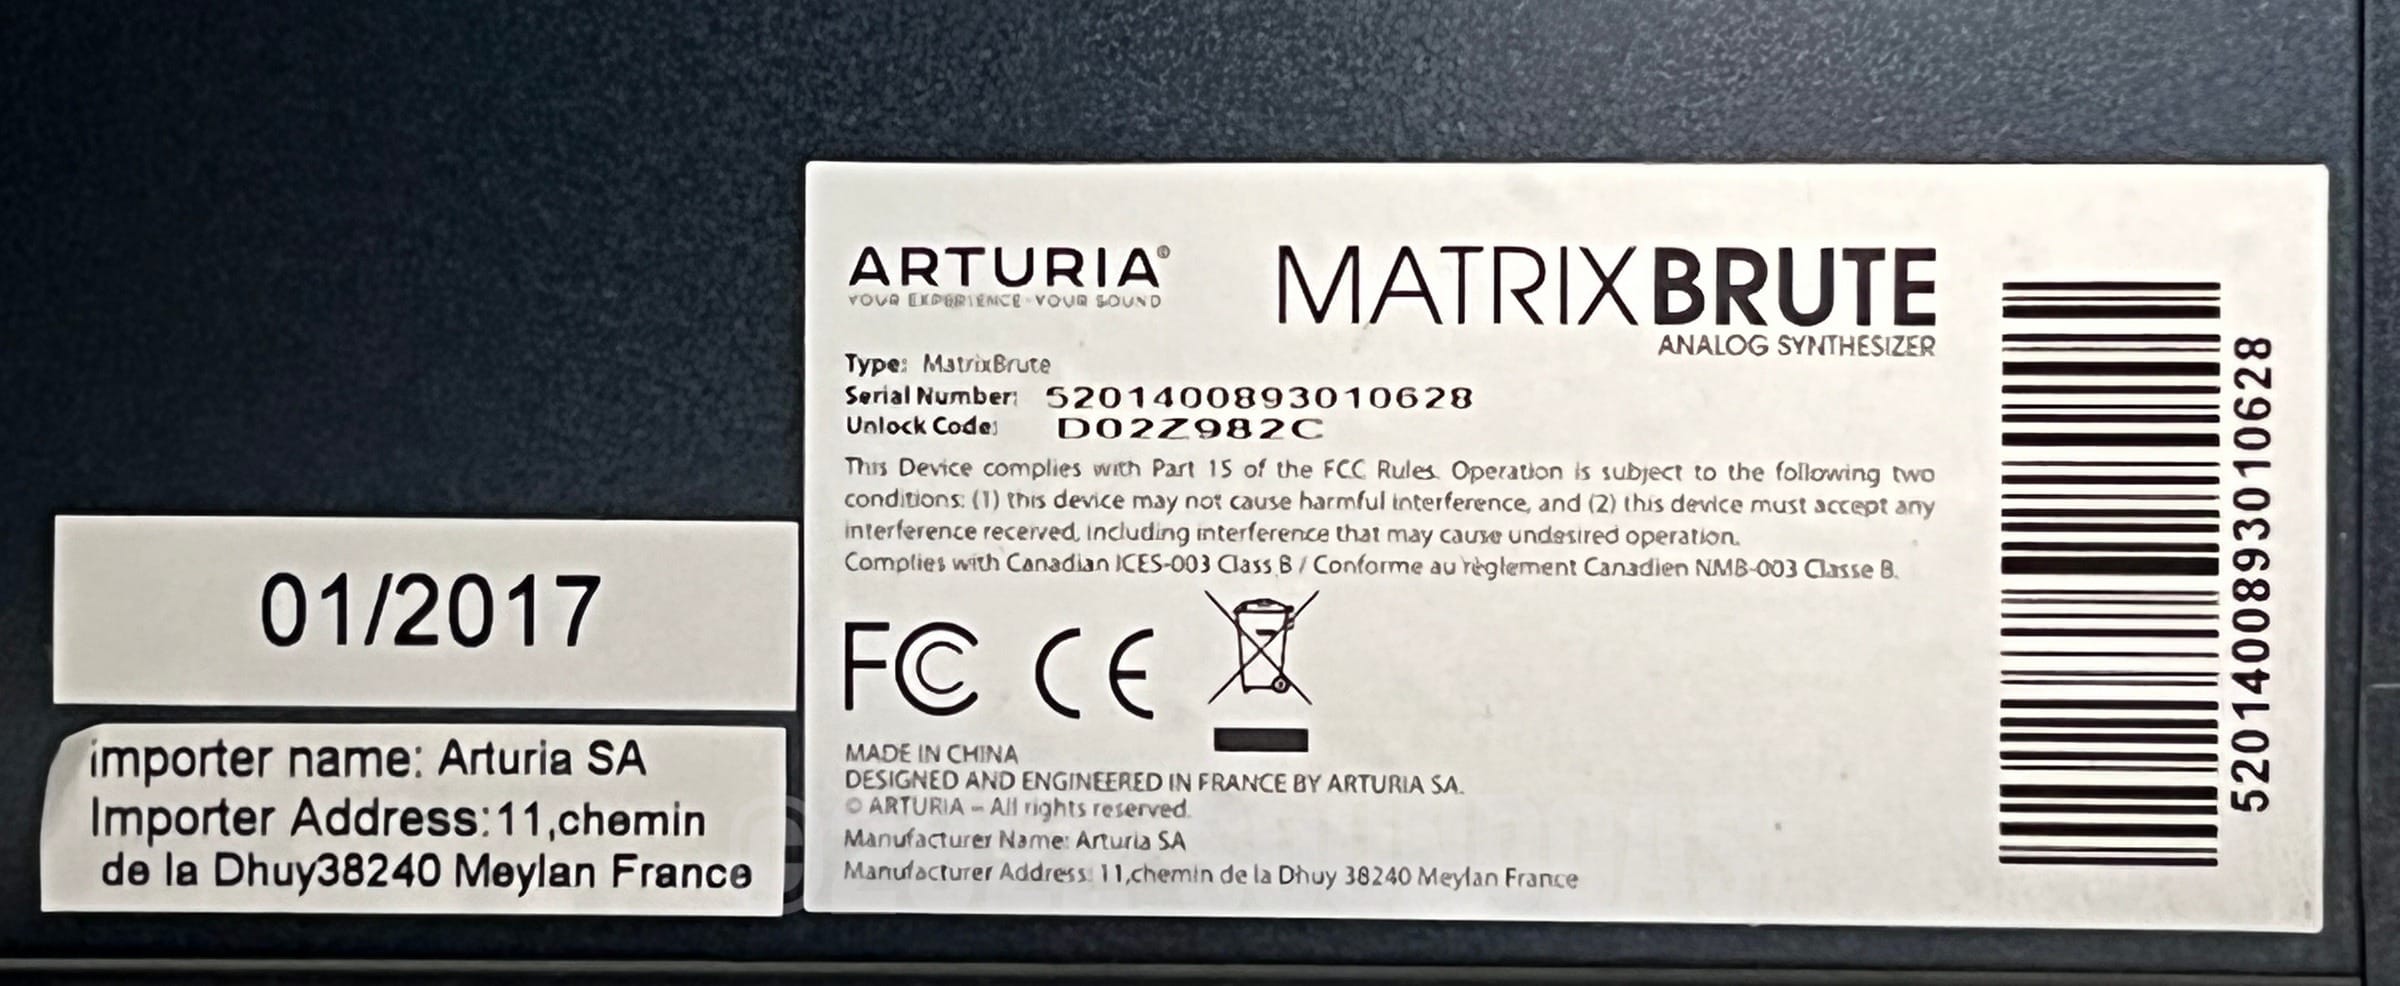 ARTURIA®
YOUR EXPERIENCE · YOUR SOUND
MATRIXBRUTE
ANALOG SYNTHESIZER
Type: MatrixBrute
Serial Number: 5201400893010628
Unlock Code: D02Z982C
This Device complies with Part 15 of the FCC Rules. Operation is subject to the following two
conditions: (1) this device may not cause harmful interference, and (2) this device must accept any
interference received, including interference that may cause undesired operation.
Complies with Canadian ICES-003 Class B / Conforme au règlement Canadien NMB-003 Classe B.
FC CE
MADE IN CHINA
DESIGNED AND ENGINEERED IN FRANCE BY ARTURIA SA.
© ARTURIA – All rights reserved.
Manufacturer Name: Arturia SA
Manufacturer Address: 11,chemin de la Dhuy 38240 Meylan France
5201400893010628
01/2017
importer name: Arturia SA
Importer Address:11,chemin
de la Dhuy38240 Meylan France